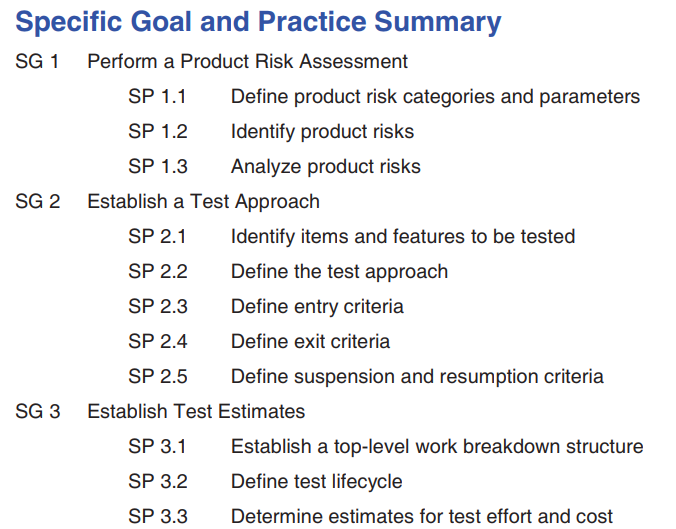 Specific Goal and Practice Summary
SG 1 Perform a Product Risk Assessment
SP 1.1 Define product risk categories and parameters
SP 1.2 Identify product risks
SP 1.3 Analyze product risks
SG 2 Establish a Test Approach
SP 2.1 Identify items and features to be tested
SP 2.2 Define the test approach
SP 2.3 Define entry criteria
SP 2.4 Define exit criteria
SP 2.5 Define suspension and resumption criteria
SG 3 Establish Test Estimates
SP 3.1 Establish a top-level work breakdown structure
SP 3.2 Define test lifecycle
SP 3.3 Determine estimates for test effort and cost